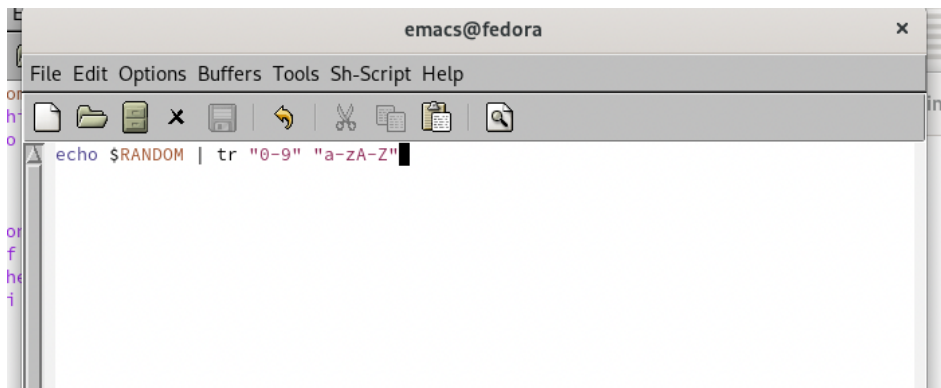 emacs@fedora
File Edit Options Buffers Tools Sh-Script Help
echo $RANDOM | tr "0-9" "a-zA-Z"